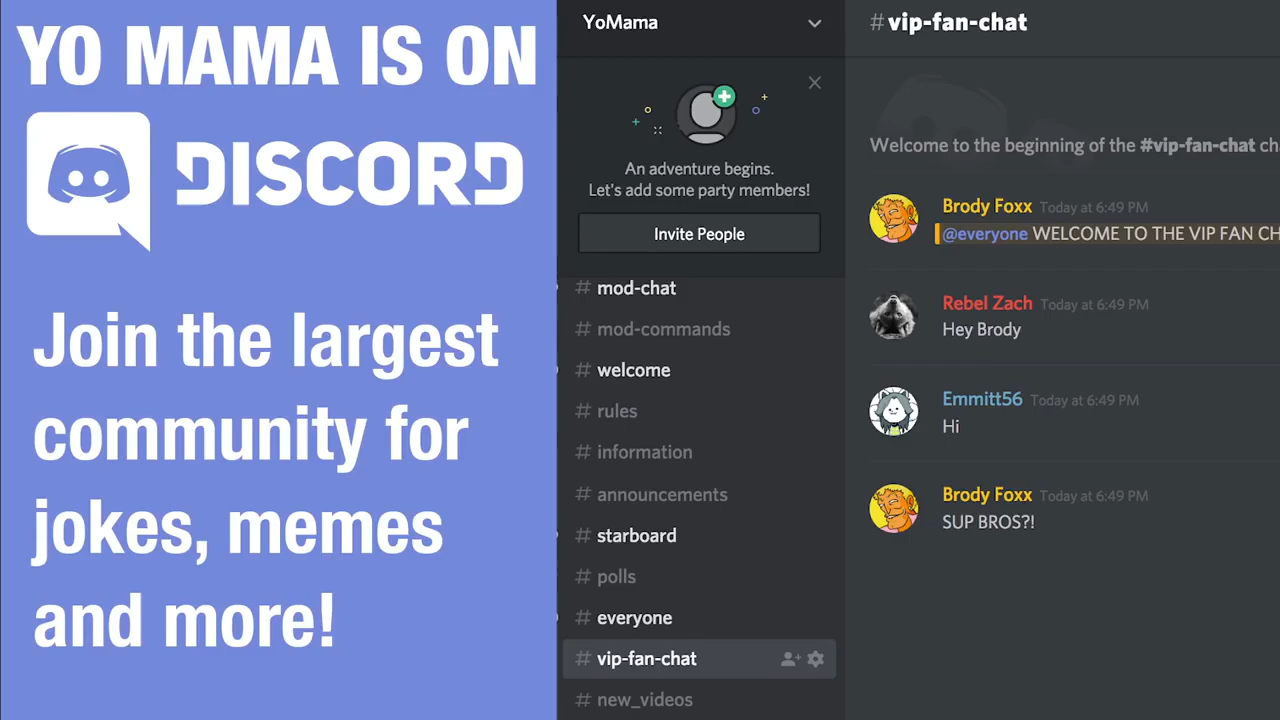 YO MAMA IS ON
DISCORD
Join the largest
community for
jokes, memes
and more!
YoMama
An adventure begins.
Let's add some party members!
Invite People
# mod-chat
# mod-commands
# welcome
# rules
# information
# announcements
# starboard
# polls
# everyone
# vip-fan-chat
# new_videos
#vip-fan-chat
Welcome to the beginning of the #vip-fan-chat
Brody Foxx Today at 6:49 PM
@everyone WELCOME TO THE VIP FAN
Rebel Zach Today at 6:49 PM
Hey Brody
Emmitt56 Today at 6:49 PM
Hi
Brody Foxx Today at 6:49 PM
SUP BROS?!